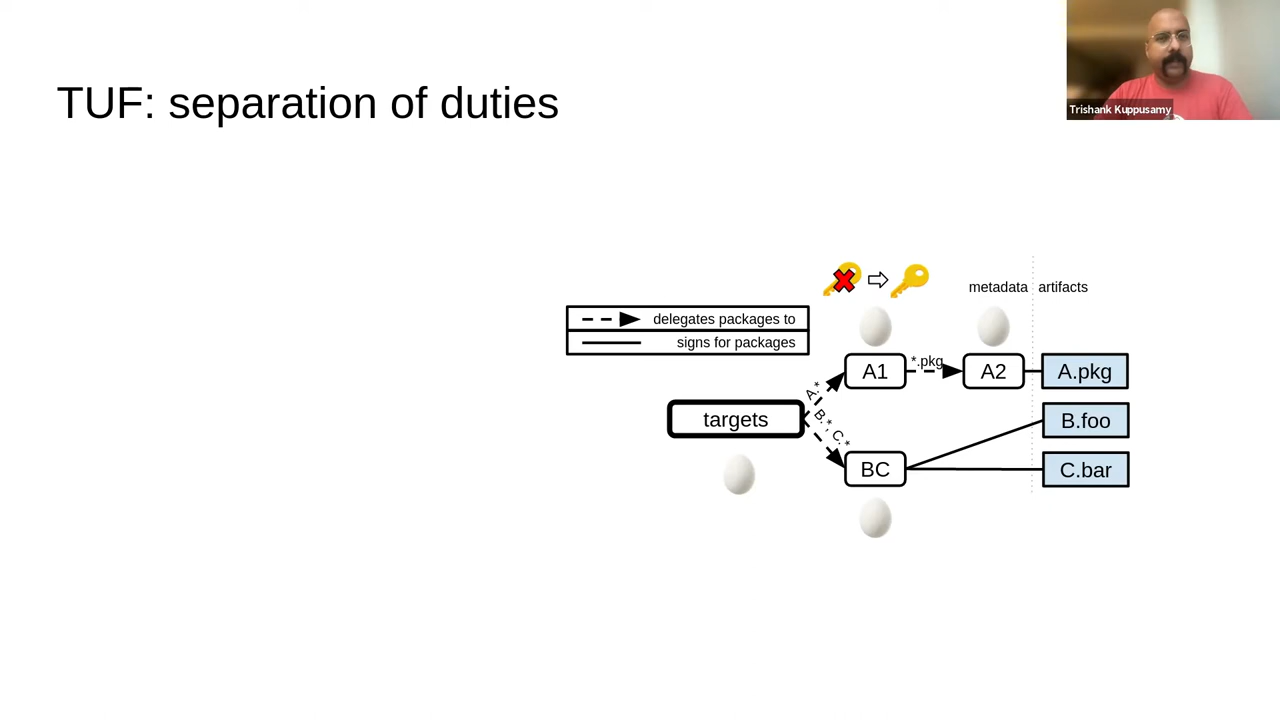 TUF: separation of duties
Trishank Kuppusamy
metadata artifacts
delegates packages to
signs for packages
A1
*.pkg
A2
A.pkg
A.*
targets
B.*, C.*
B.foo
BC
C.bar